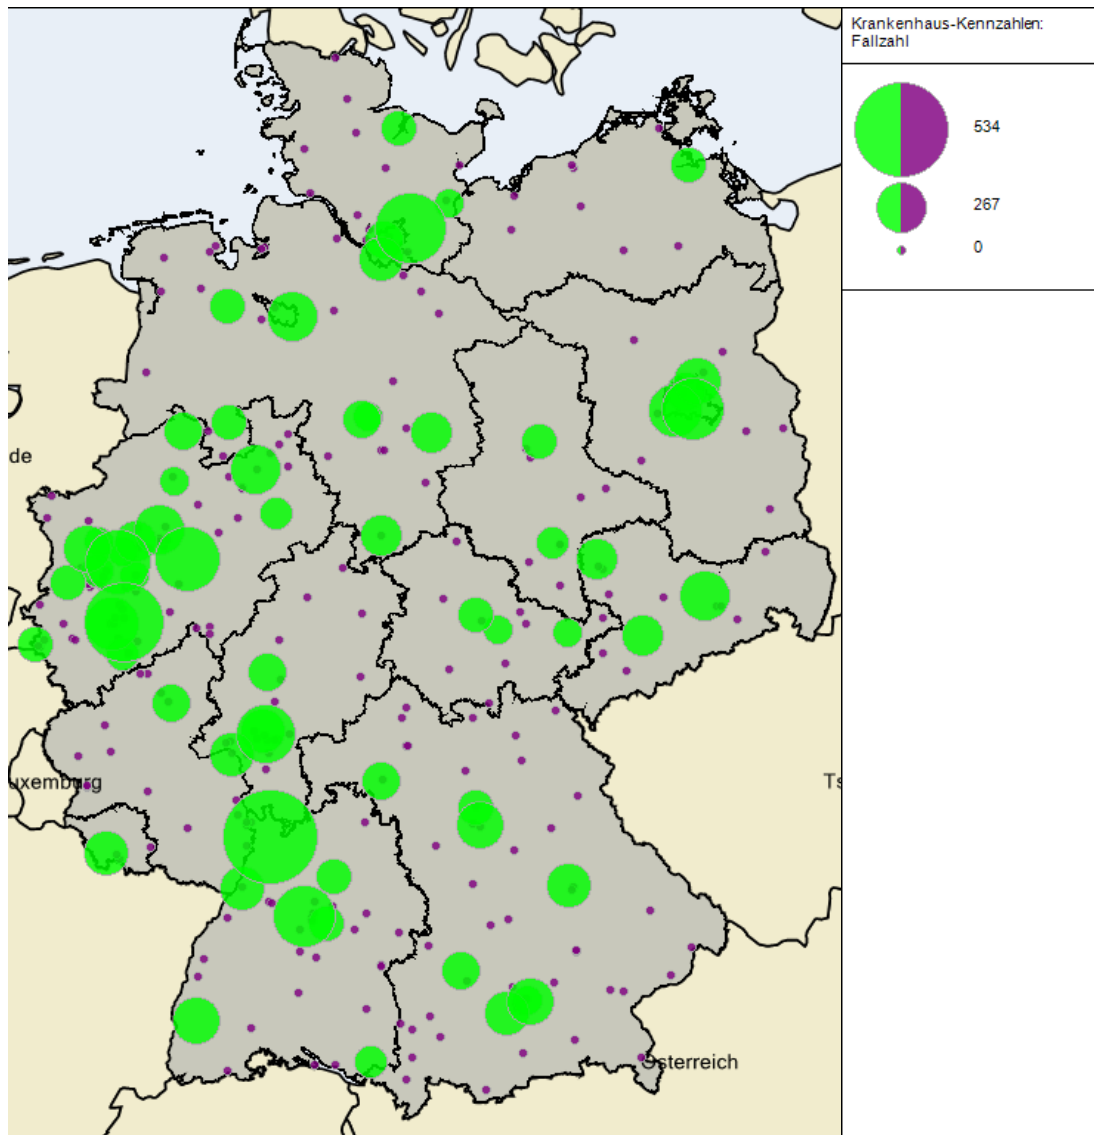 Krankenhaus-Kennzahlen:
Fallzahl
534
267
0
de
uxemburg
Ts
Österreich